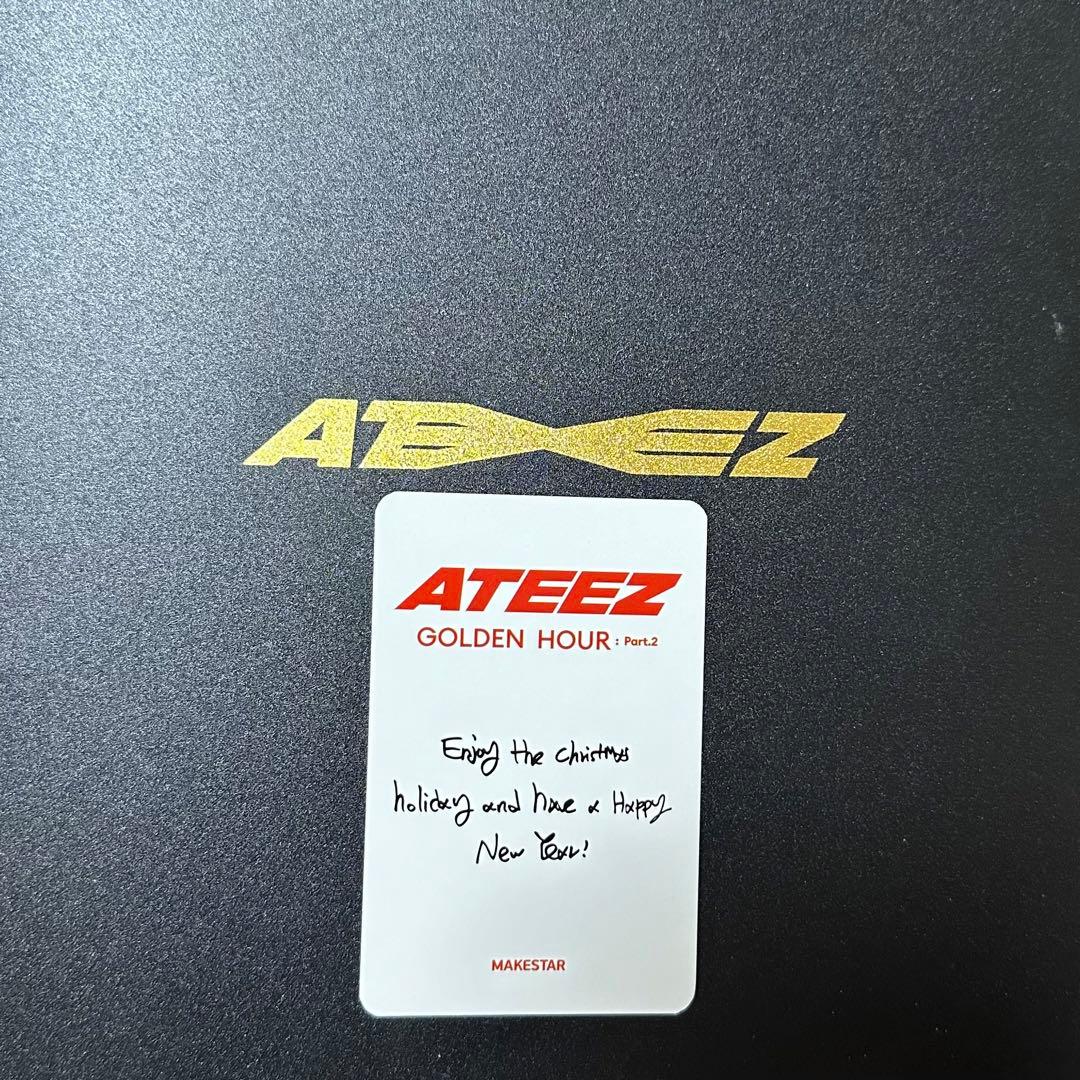 ATEEZ
ATEEZ
GOLDEN HOUR : Part.2
Enjoy the Christmas
holiday and have a Happy
New Year!
MAKESTAR